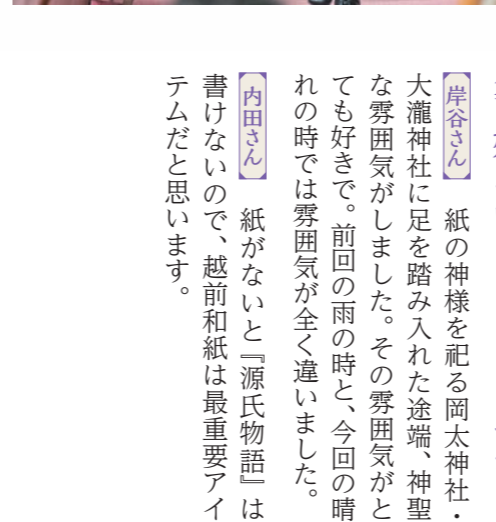 岸谷さん　紙の神様を祀る岡太神社・
大瀧神社に足を踏み入れた途端、神聖
な雰囲気がしました。その雰囲気がと
ても好きで。前回の雨の時と、今回の晴
れの時では雰囲気が全く違いました。
内田さん　紙がないと『源氏物語』は
書けないので、越前和紙は最重要アイ
テムだと思います。